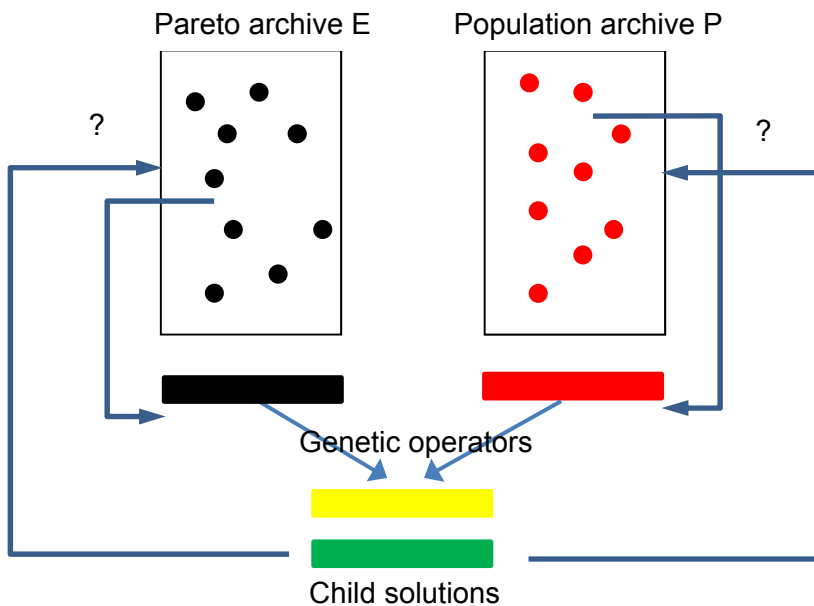 Pareto archive E
Population archive P
?
?
Genetic operators
Child solutions